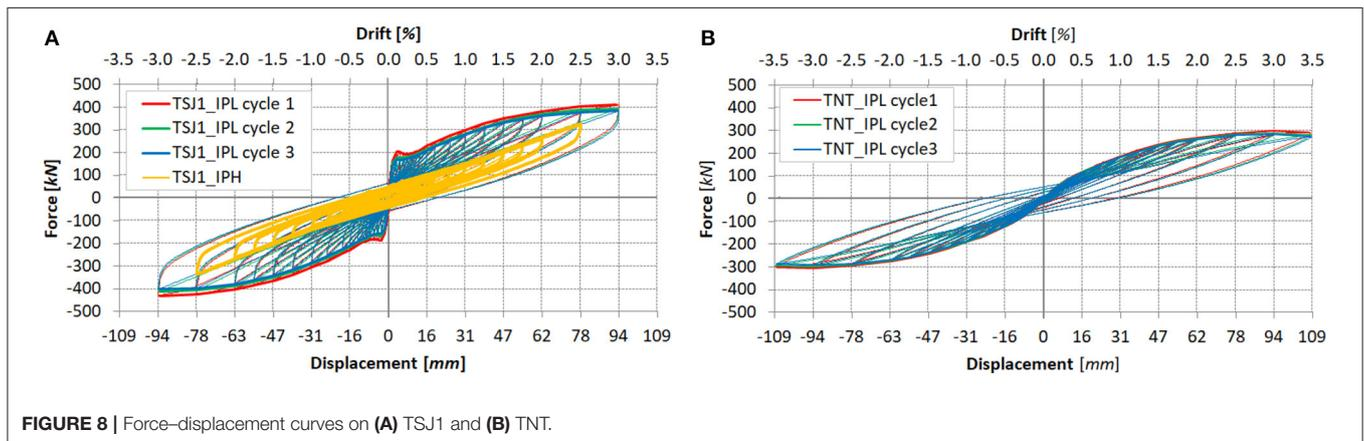 A
Drift [%]
-3.5 -3.0 -2.5 -2.0 -1.5 -1.0 -0.5 0.0 0.5 1.0 1.5 2.0 2.5 3.0 3.5
500
400
300
200
100
0
-100
-200
-300
-400
-500
Force [kN]
TSJ1_IPL cycle 1
TSJ1_IPL cycle 2
TSJ1_IPL cycle 3
TSJ1_IPH
-109 -94 -78 -63 -47 -31 -16 0 16 31 47 62 78 94 109
Displacement [mm]
B
Drift [%]
-3.5 -3.0 -2.5 -2.0 -1.5 -1.0 -0.5 0.0 0.5 1.0 1.5 2.0 2.5 3.0 3.5
500
400
300
200
100
0
-100
-200
-300
-400
-500
Force [kN]
TNT_IPL cycle1
TNT_IPL cycle2
TNT_IPL cycle3
-109 -94 -78 -63 -47 -31 -16 0 16 31 47 62 78 94 109
Displacement [mm]
FIGURE 8 | Force–displacement curves on (A) TSJ1 and (B) TNT.